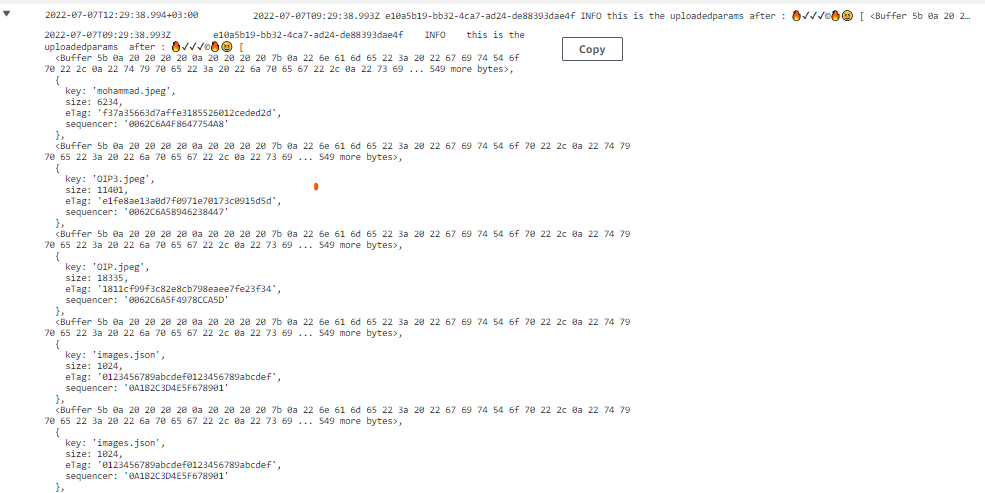 2022-07-07T12:29:38.994+03:00 2022-07-07T09:29:38.993Z e10a5b19-bb32-4ca7-ad24-de88393dae4f INFO this is the uploadedparams after : 🔥✓✓✓©🔥😀 [ <Buffer 5b 0a 20 2…
2022-07-07T09:29:38.993Z e10a5b19-bb32-4ca7-ad24-de88393dae4f INFO this is the
uploadedparams after : 🔥✓✓✓©🔥😀 [
Copy
<Buffer 5b 0a 20 20 20 20 0a 20 20 20 20 7b 0a 22 6e 61 6d 65 22 3a 20 22 67 69 74 54 6f
70 22 2c 0a 22 74 79 70 65 22 3a 20 22 6a 70 65 67 22 2c 0a 22 73 69 ... 549 more bytes>,
{
key: 'mohammad.jpeg',
size: 6234,
eTag: 'f37a35663d7affe3185526012ceded2d',
sequencer: '0062C6A4F8647754A8'
},
<Buffer 5b 0a 20 20 20 20 0a 20 20 20 20 7b 0a 22 6e 61 6d 65 22 3a 20 22 67 69 74 54 6f 70 22 2c 0a 22 74 79
70 65 22 3a 20 22 6a 70 65 67 22 2c 0a 22 73 69 ... 549 more bytes>,
{
key: 'OIP3.jpeg',
size: 11401,
eTag: 'e1fe8ae13a0d7f0971e70173c0915d5d',
sequencer: '0062C6A58946238447'
},
<Buffer 5b 0a 20 20 20 20 0a 20 20 20 20 7b 0a 22 6e 61 6d 65 22 3a 20 22 67 69 74 54 6f 70 22 2c 0a 22 74 79
70 65 22 3a 20 22 6a 70 65 67 22 2c 0a 22 73 69 ... 549 more bytes>,
{
key: 'OIP.jpeg',
size: 18335,
eTag: '1811cf99f3c82e8cb798eaee7fe23f34',
sequencer: '0062C6A5F4978CCA5D'
},
<Buffer 5b 0a 20 20 20 20 0a 20 20 20 20 7b 0a 22 6e 61 6d 65 22 3a 20 22 67 69 74 54 6f 70 22 2c 0a 22 74 79
70 65 22 3a 20 22 6a 70 65 67 22 2c 0a 22 73 69 ... 549 more bytes>,
{
key: 'images.json',
size: 1024,
eTag: '0123456789abcdef0123456789abcdef',
sequencer: '0A1B2C3D4E5F678901'
},
<Buffer 5b 0a 20 20 20 20 0a 20 20 20 20 7b 0a 22 6e 61 6d 65 22 3a 20 22 67 69 74 54 6f 70 22 2c 0a 22 74 79
70 65 22 3a 20 22 6a 70 65 67 22 2c 0a 22 73 69 ... 549 more bytes>,
{
key: 'images.json',
size: 1024,
eTag: '0123456789abcdef0123456789abcdef',
sequencer: '0A1B2C3D4E5F678901'
},